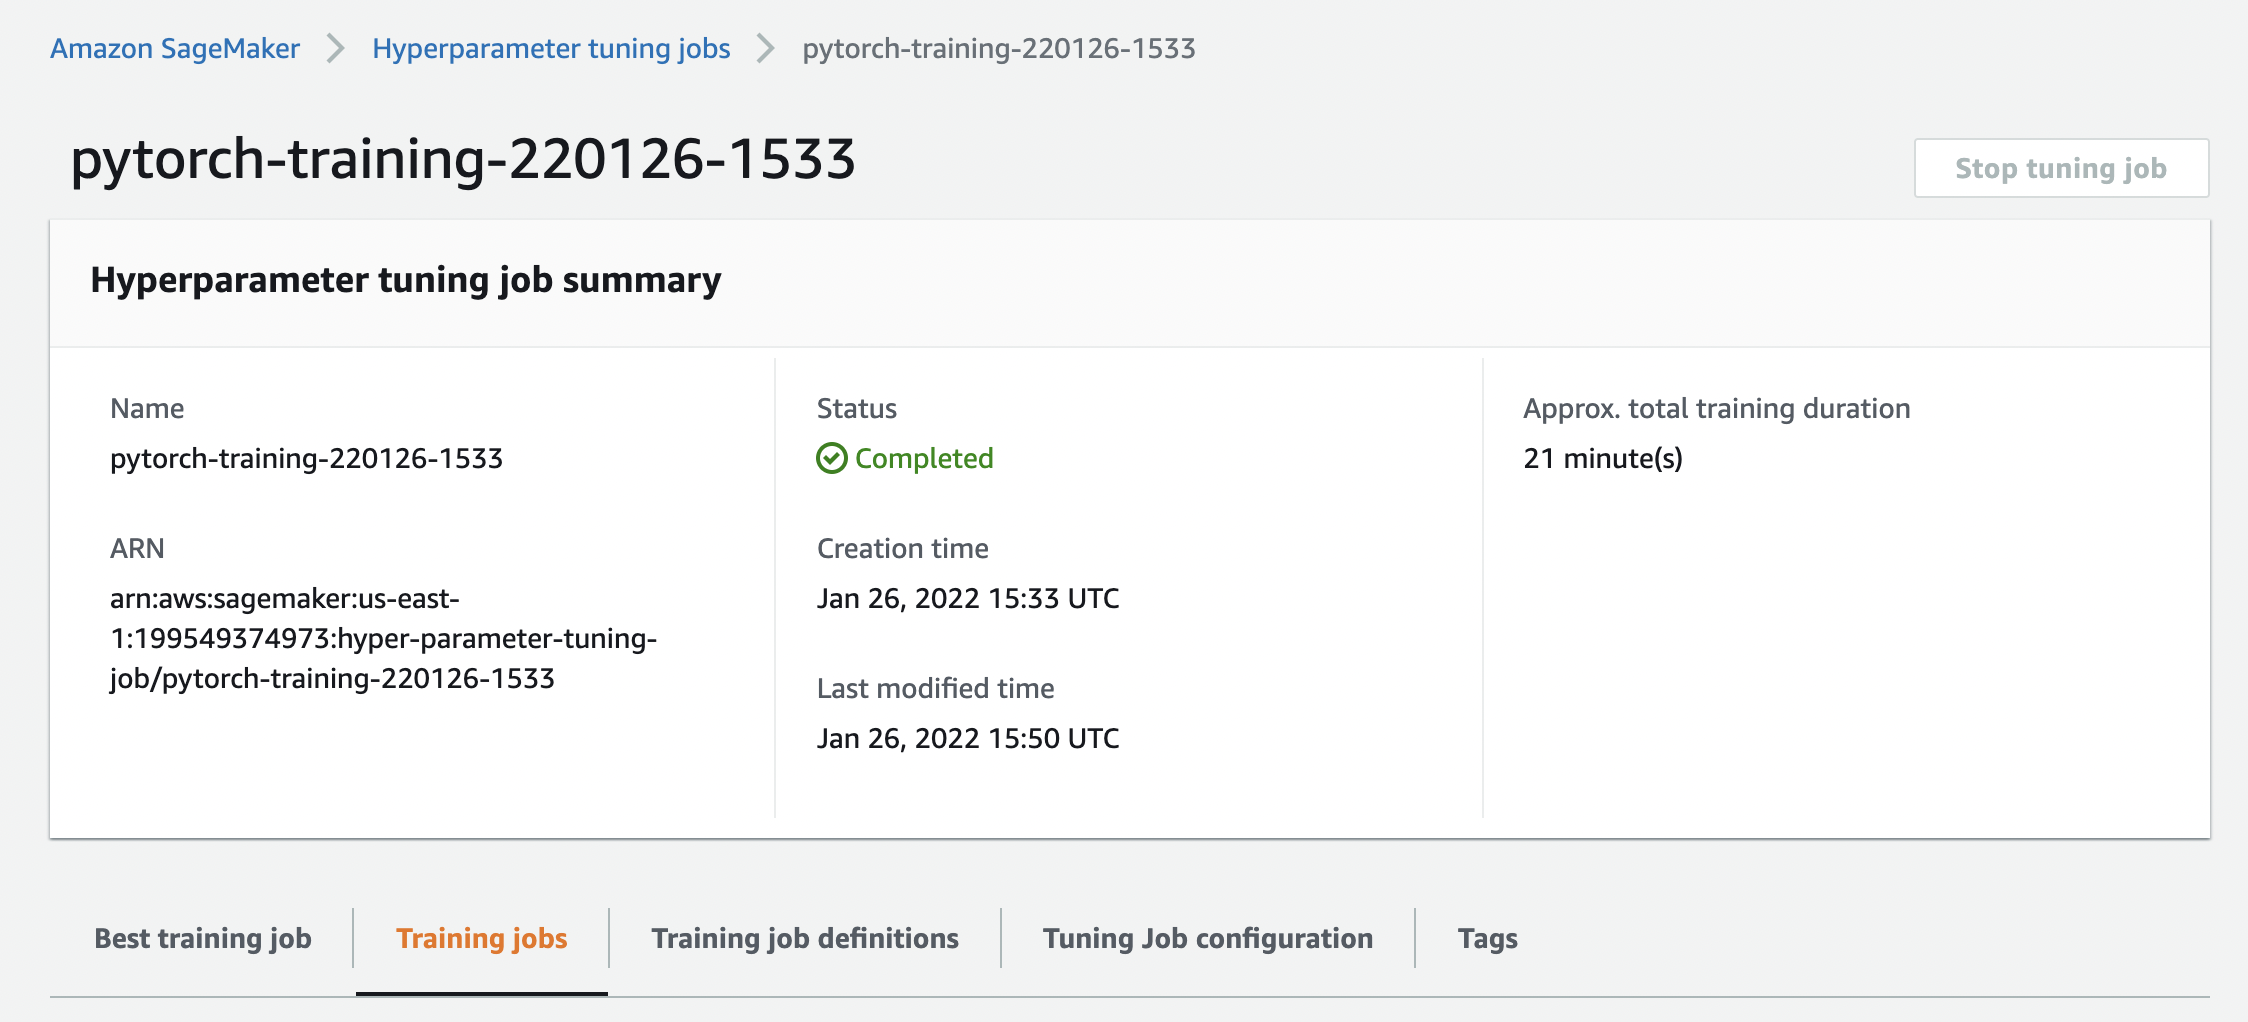 Amazon SageMaker > Hyperparameter tuning jobs > pytorch-training-220126-1533
pytorch-training-220126-1533
Stop tuning job
Hyperparameter tuning job summary
Name
pytorch-training-220126-1533
ARN
arn:aws:sagemaker:us-east-
1:199549374973:hyper-parameter-tuning-
job/pytorch-training-220126-1533
Status
Completed
Creation time
Jan 26, 2022 15:33 UTC
Last modified time
Jan 26, 2022 15:50 UTC
Approx. total training duration
21 minute(s)
Best training job
Training jobs
Training job definitions
Tuning Job configuration
Tags